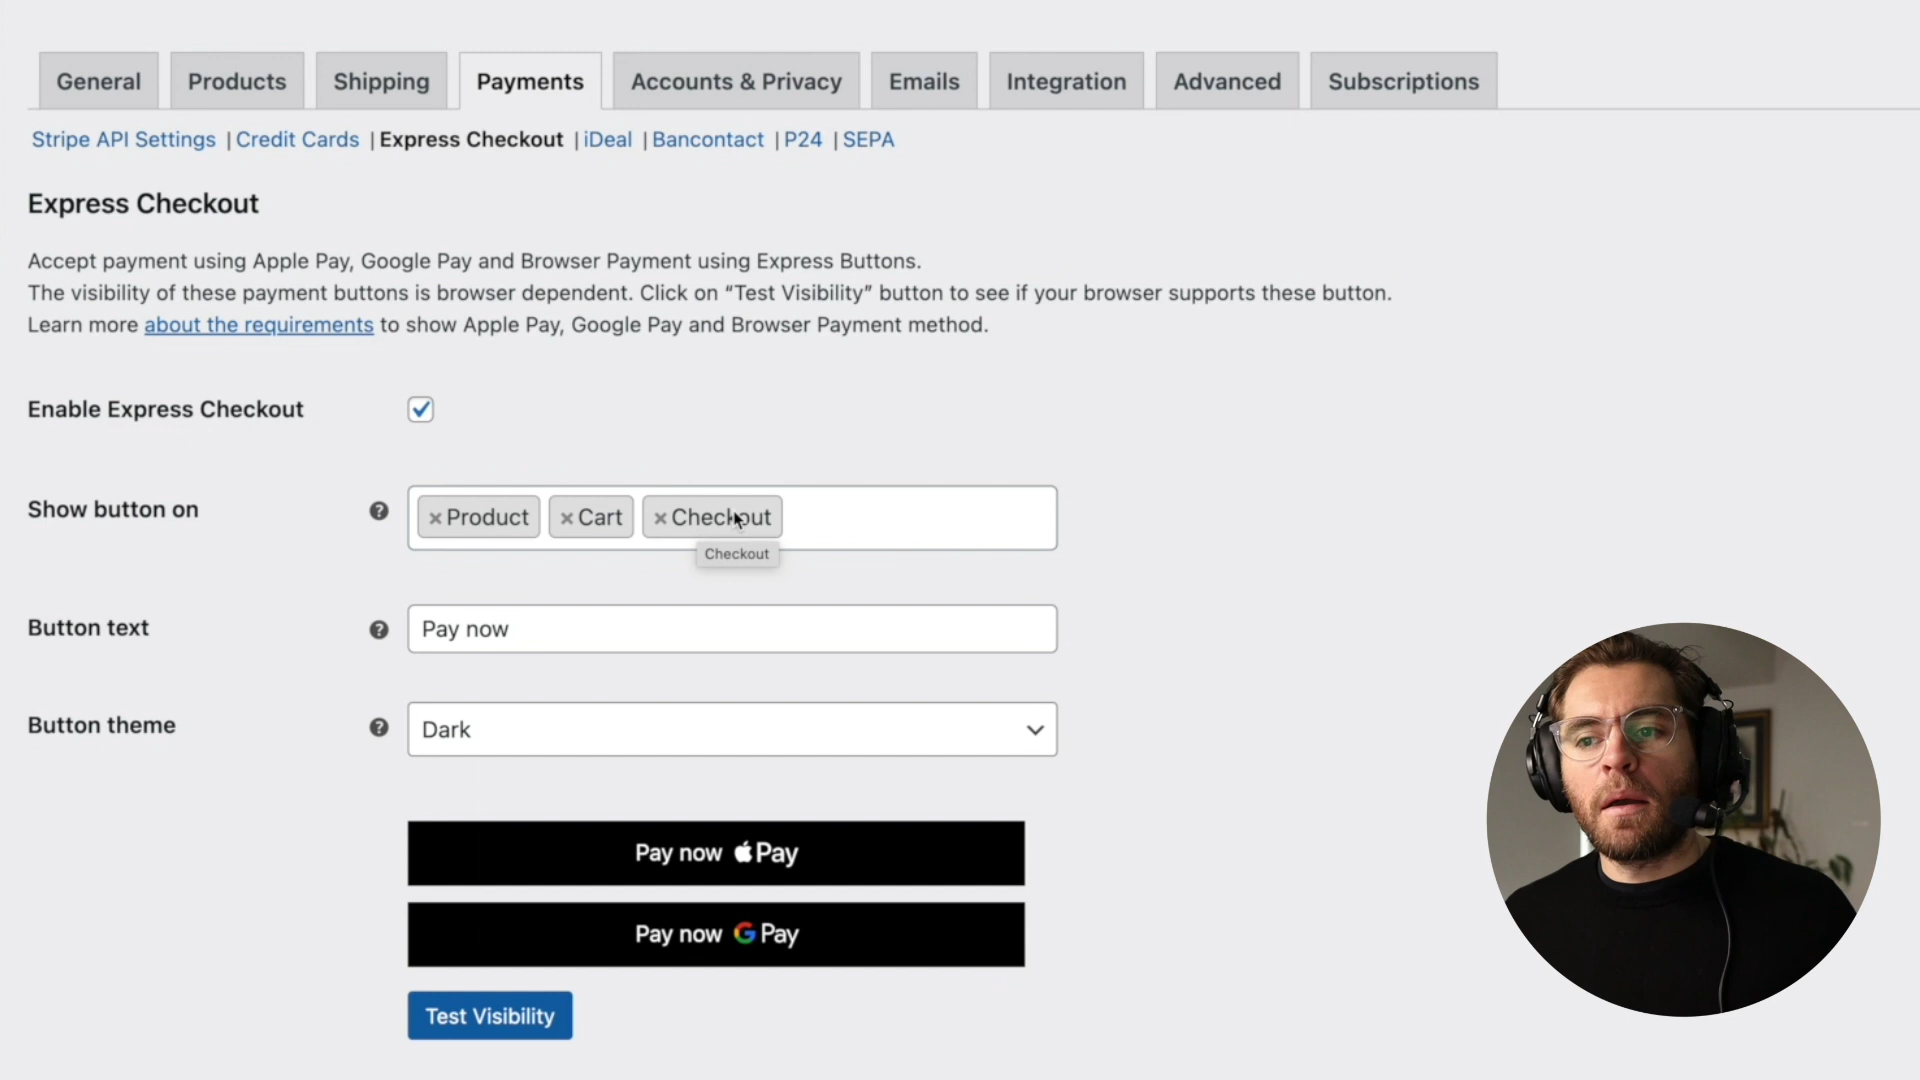 General Products Shipping Payments Accounts & Privacy Emails Integration Advanced Subscriptions
Stripe API Settings | Credit Cards | Express Checkout | iDeal | Bancontact | P24 | SEPA
Express Checkout
Accept payment using Apple Pay, Google Pay and Browser Payment using Express Buttons.
The visibility of these payment buttons is browser dependent. Click on “Test Visibility” button to see if your browser supports these button.
Learn more about the requirements to show Apple Pay, Google Pay and Browser Payment method.
Enable Express Checkout
Show button on ? × Product × Cart × Checkout
Checkout
Button text ? Pay now
Button theme ? Dark
Pay now Pay
Pay now G Pay
Test Visibility